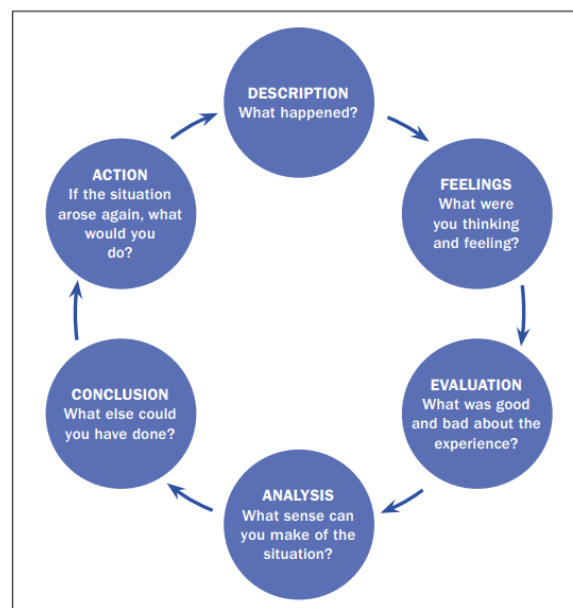 DESCRIPTION
What happened?
FEELINGS
What were
you thinking
and feeling?
EVALUATION
What was good
and bad about the
experience?
ANALYSIS
What sense can
you make of the
situation?
CONCLUSION
What else could
you have done?
ACTION
If the situation
arose again, what
would you
do?